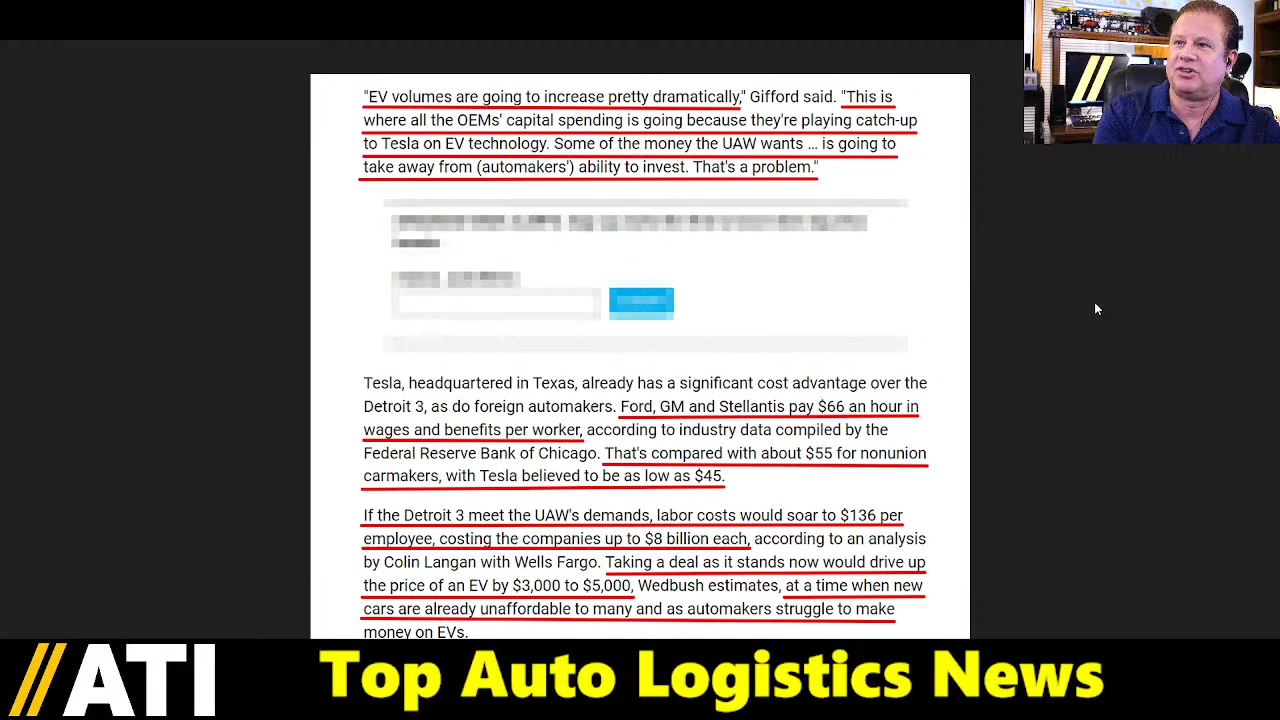 "EV volumes are going to increase pretty dramatically," Gifford said. "This is
where all the OEMs' capital spending is going because they're playing catch-up
to Tesla on EV technology. Some of the money the UAW wants ... is going to
take away from (automakers') ability to invest. That's a problem."
Tesla, headquartered in Texas, already has a significant cost advantage over the
Detroit 3, as do foreign automakers. Ford, GM and Stellantis pay $66 an hour in
wages and benefits per worker, according to industry data compiled by the
Federal Reserve Bank of Chicago. That's compared with about $55 for nonunion
carmakers, with Tesla believed to be as low as $45.
If the Detroit 3 meet the UAW's demands, labor costs would soar to $136 per
employee, costing the companies up to $8 billion each, according to an analysis
by Colin Langan with Wells Fargo. Taking a deal as it stands now would drive up
the price of an EV by $3,000 to $5,000, Wedbush estimates, at a time when new
cars are already unaffordable to many and as automakers struggle to make
money on EVs.
//ATI Top Auto Logistics News